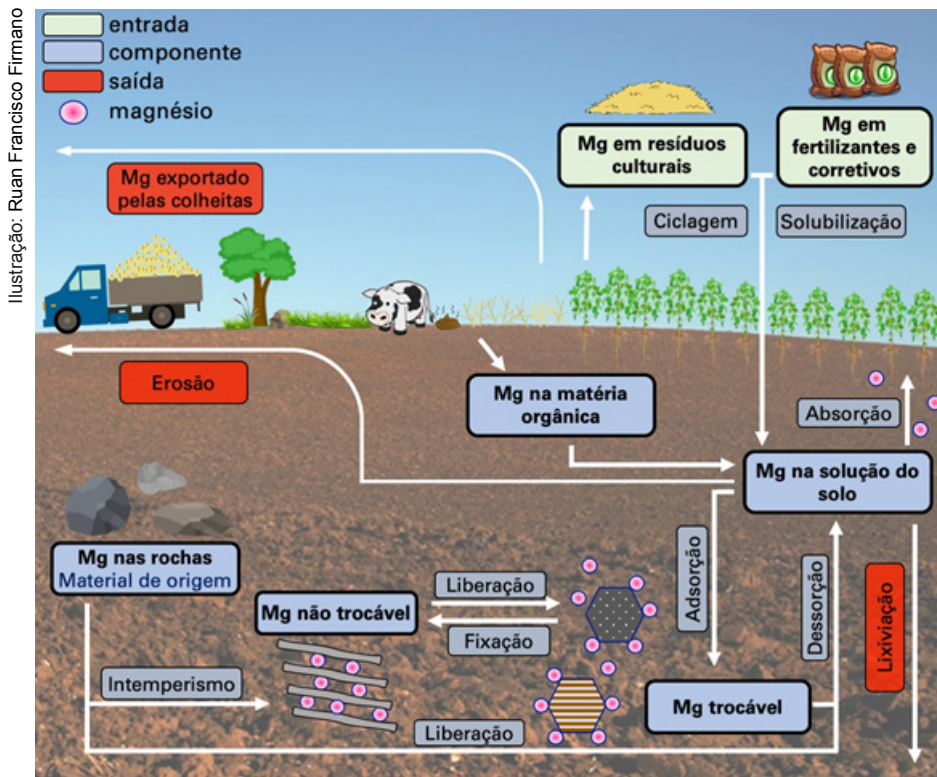 Ilustração: Ruan Francisco Firmano
entrada
componente
saída
magnésio
Mg exportado
pelas colheitas
Mg em resíduos
culturais
Mg em
fertilizantes e
corretivos
Ciclagem
Solubilização
Erosão
Mg na matéria
orgânica
Absorção
Mg na solução do
solo
Mg nas rochas
Material de origem
Mg não trocável
Liberação
Fixação
Adsorção
Dessorção
Lixiviação
Intemperismo
Mg trocável
Liberação